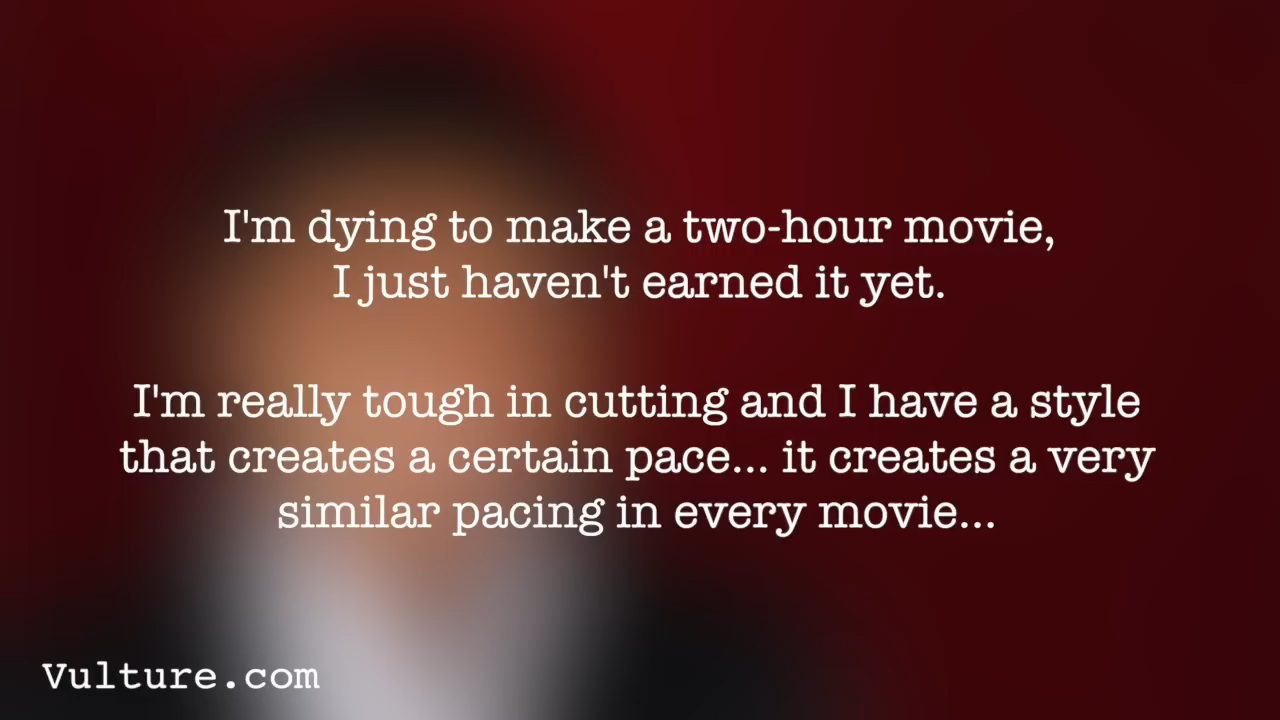 I'm dying to make a two-hour movie,
I just haven't earned it yet.
I'm really tough in cutting and I have a style
that creates a certain pace... it creates a very
similar pacing in every movie...
Vulture.com